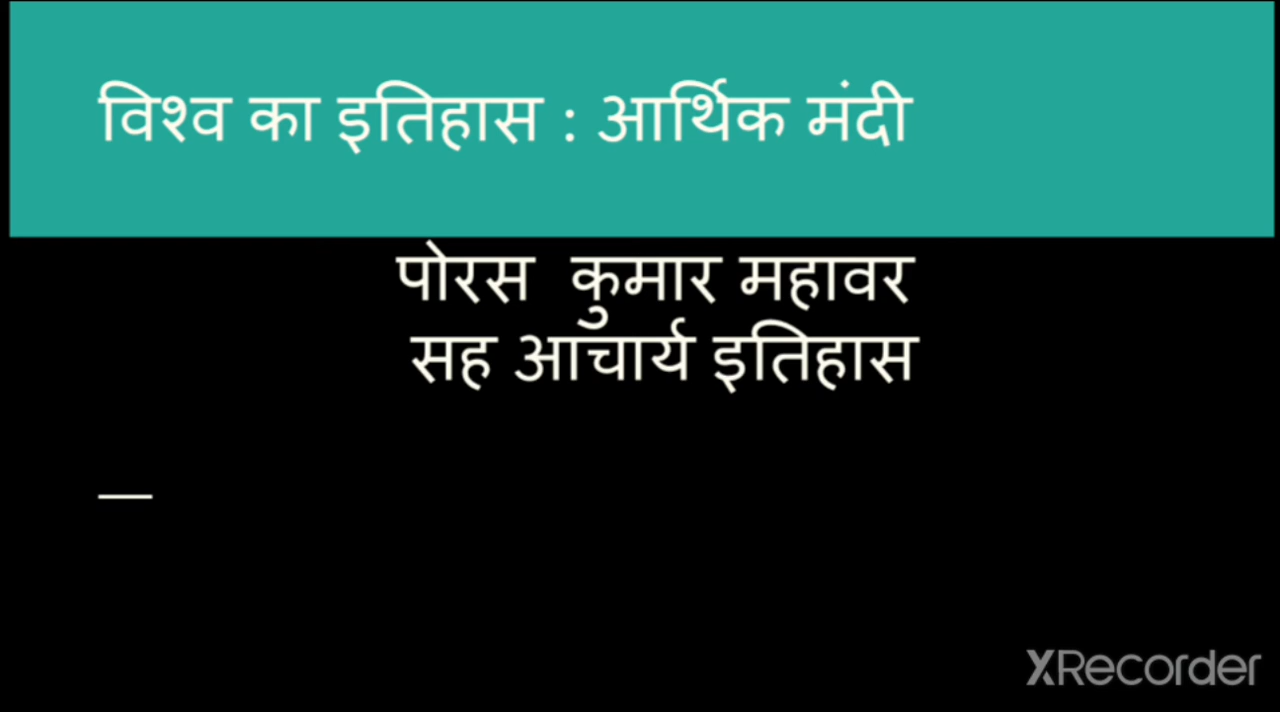 विश्व का इतिहास : आर्थिक मंदी
पोरस कुमार महावर
सह आचार्य इतिहास
XRecorder